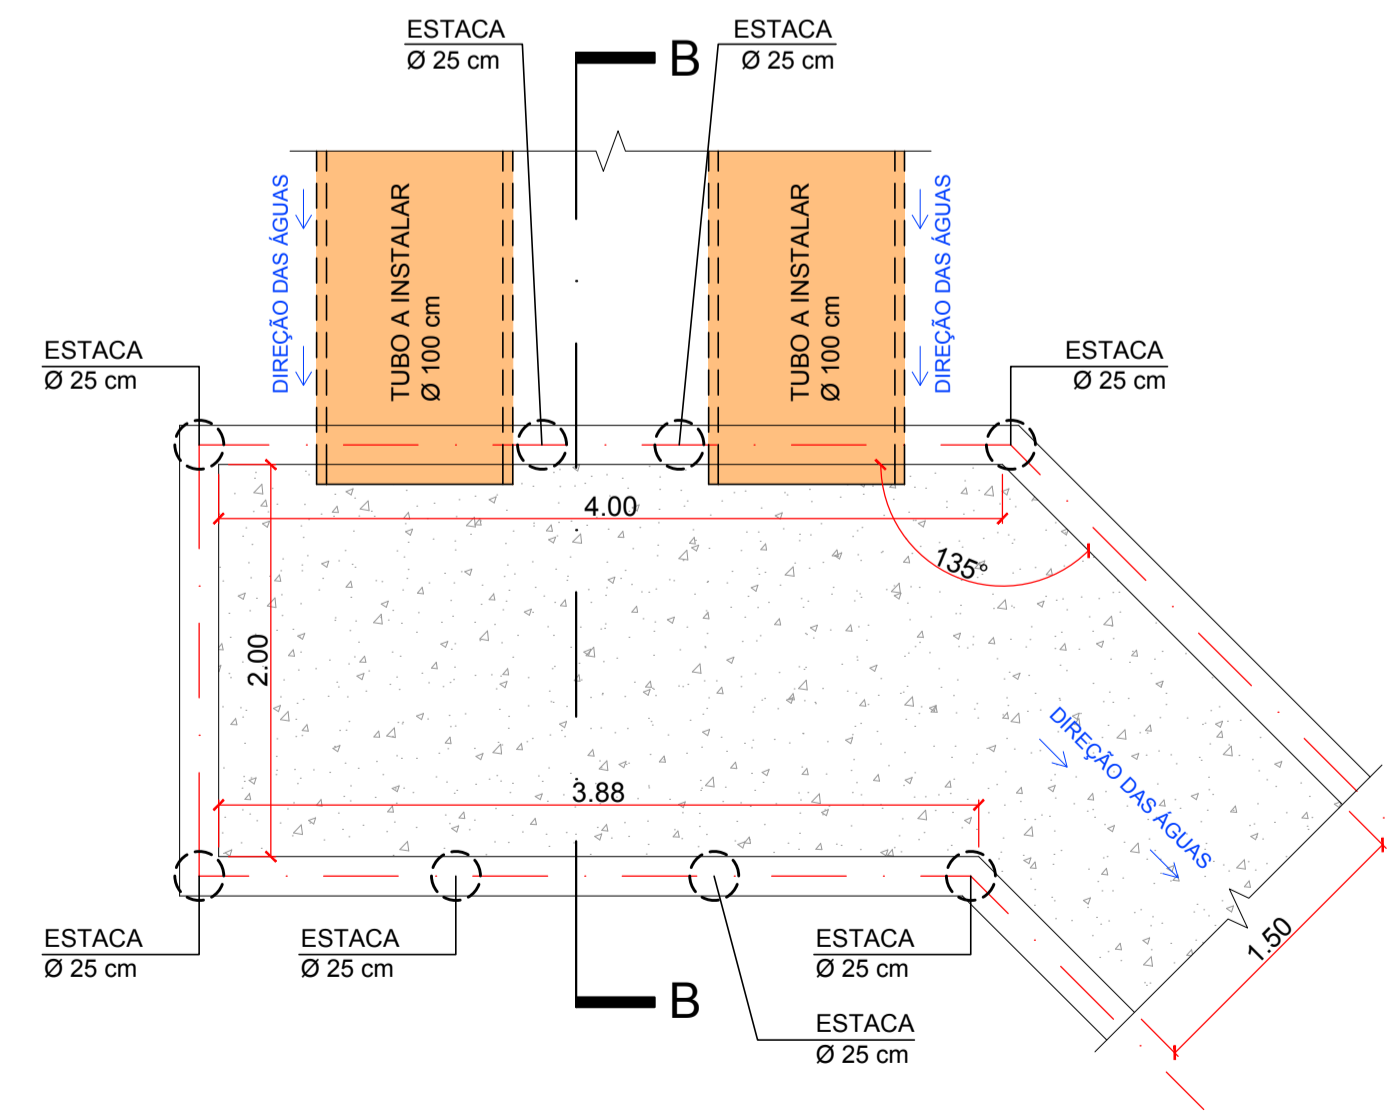 ESTACA
Ø 25 cm
B
ESTACA
Ø 25 cm
DIREÇÃO DAS ÁGUAS
TUBO A INSTALAR
Ø 100 cm
TUBO A INSTALAR
Ø 100 cm
DIREÇÃO DAS ÁGUAS
ESTACA
Ø 25 cm
ESTACA
Ø 25 cm
4.00
135°
2.00
DIREÇÃO DAS ÁGUAS
3.88
ESTACA
Ø 25 cm
ESTACA
Ø 25 cm
ESTACA
Ø 25 cm
1.50
B
ESTACA
Ø 25 cm